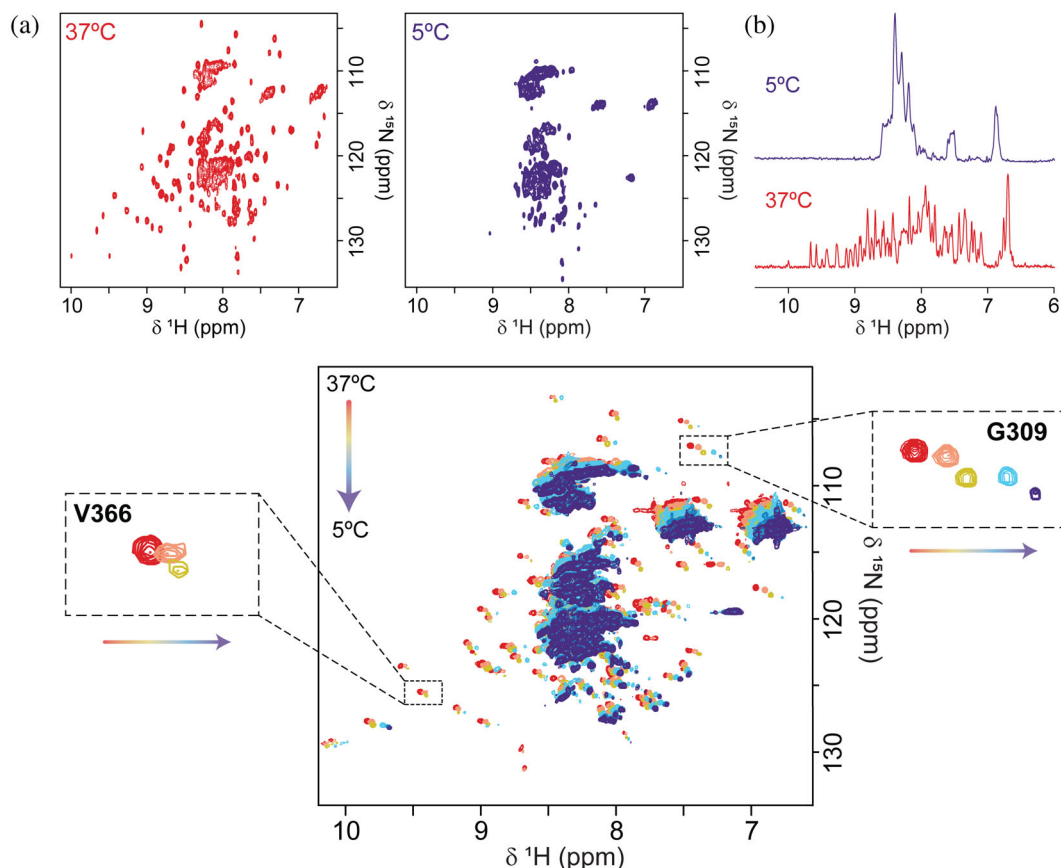 (a)
37ºC
110
120
130
δ ¹⁵N (ppm)
10 9 8 7
δ ¹H (ppm)
5ºC
110
120
130
δ ¹⁵N (ppm)
10 9 8 7
δ ¹H (ppm)
(b)
5ºC
37ºC
10 9 8 7 6
δ ¹H (ppm)
37ºC
5ºC
V366
G309
110
120
130
δ ¹⁵N (ppm)
10 9 8 7
δ ¹H (ppm)